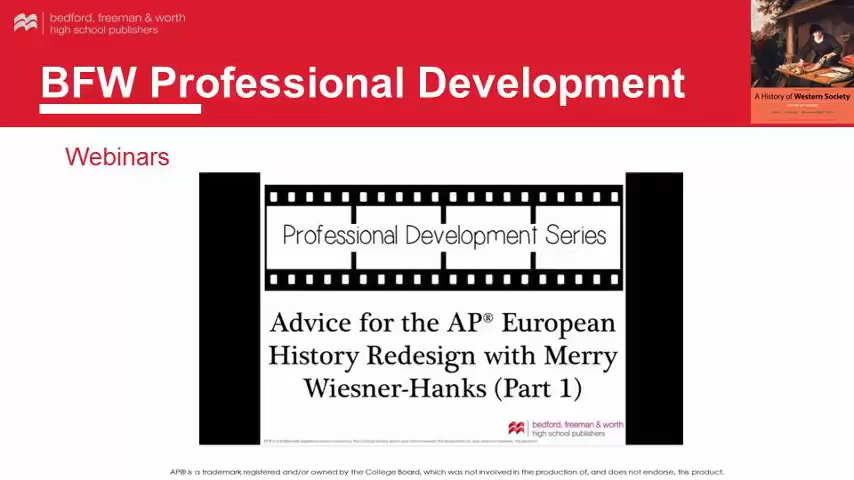 bedford, freeman & worth
high school publishers
BFW Professional Development
A History of Western Society
Webinars
Professional Development Series
Advice for the AP® European
History Redesign with Merry
Wiesner-Hanks (Part 1)
bedford, freeman & worth
high school publishers
AP® is a trademark registered and/or owned by the College Board, which was not involved in the production of, and does not endorse, this product.